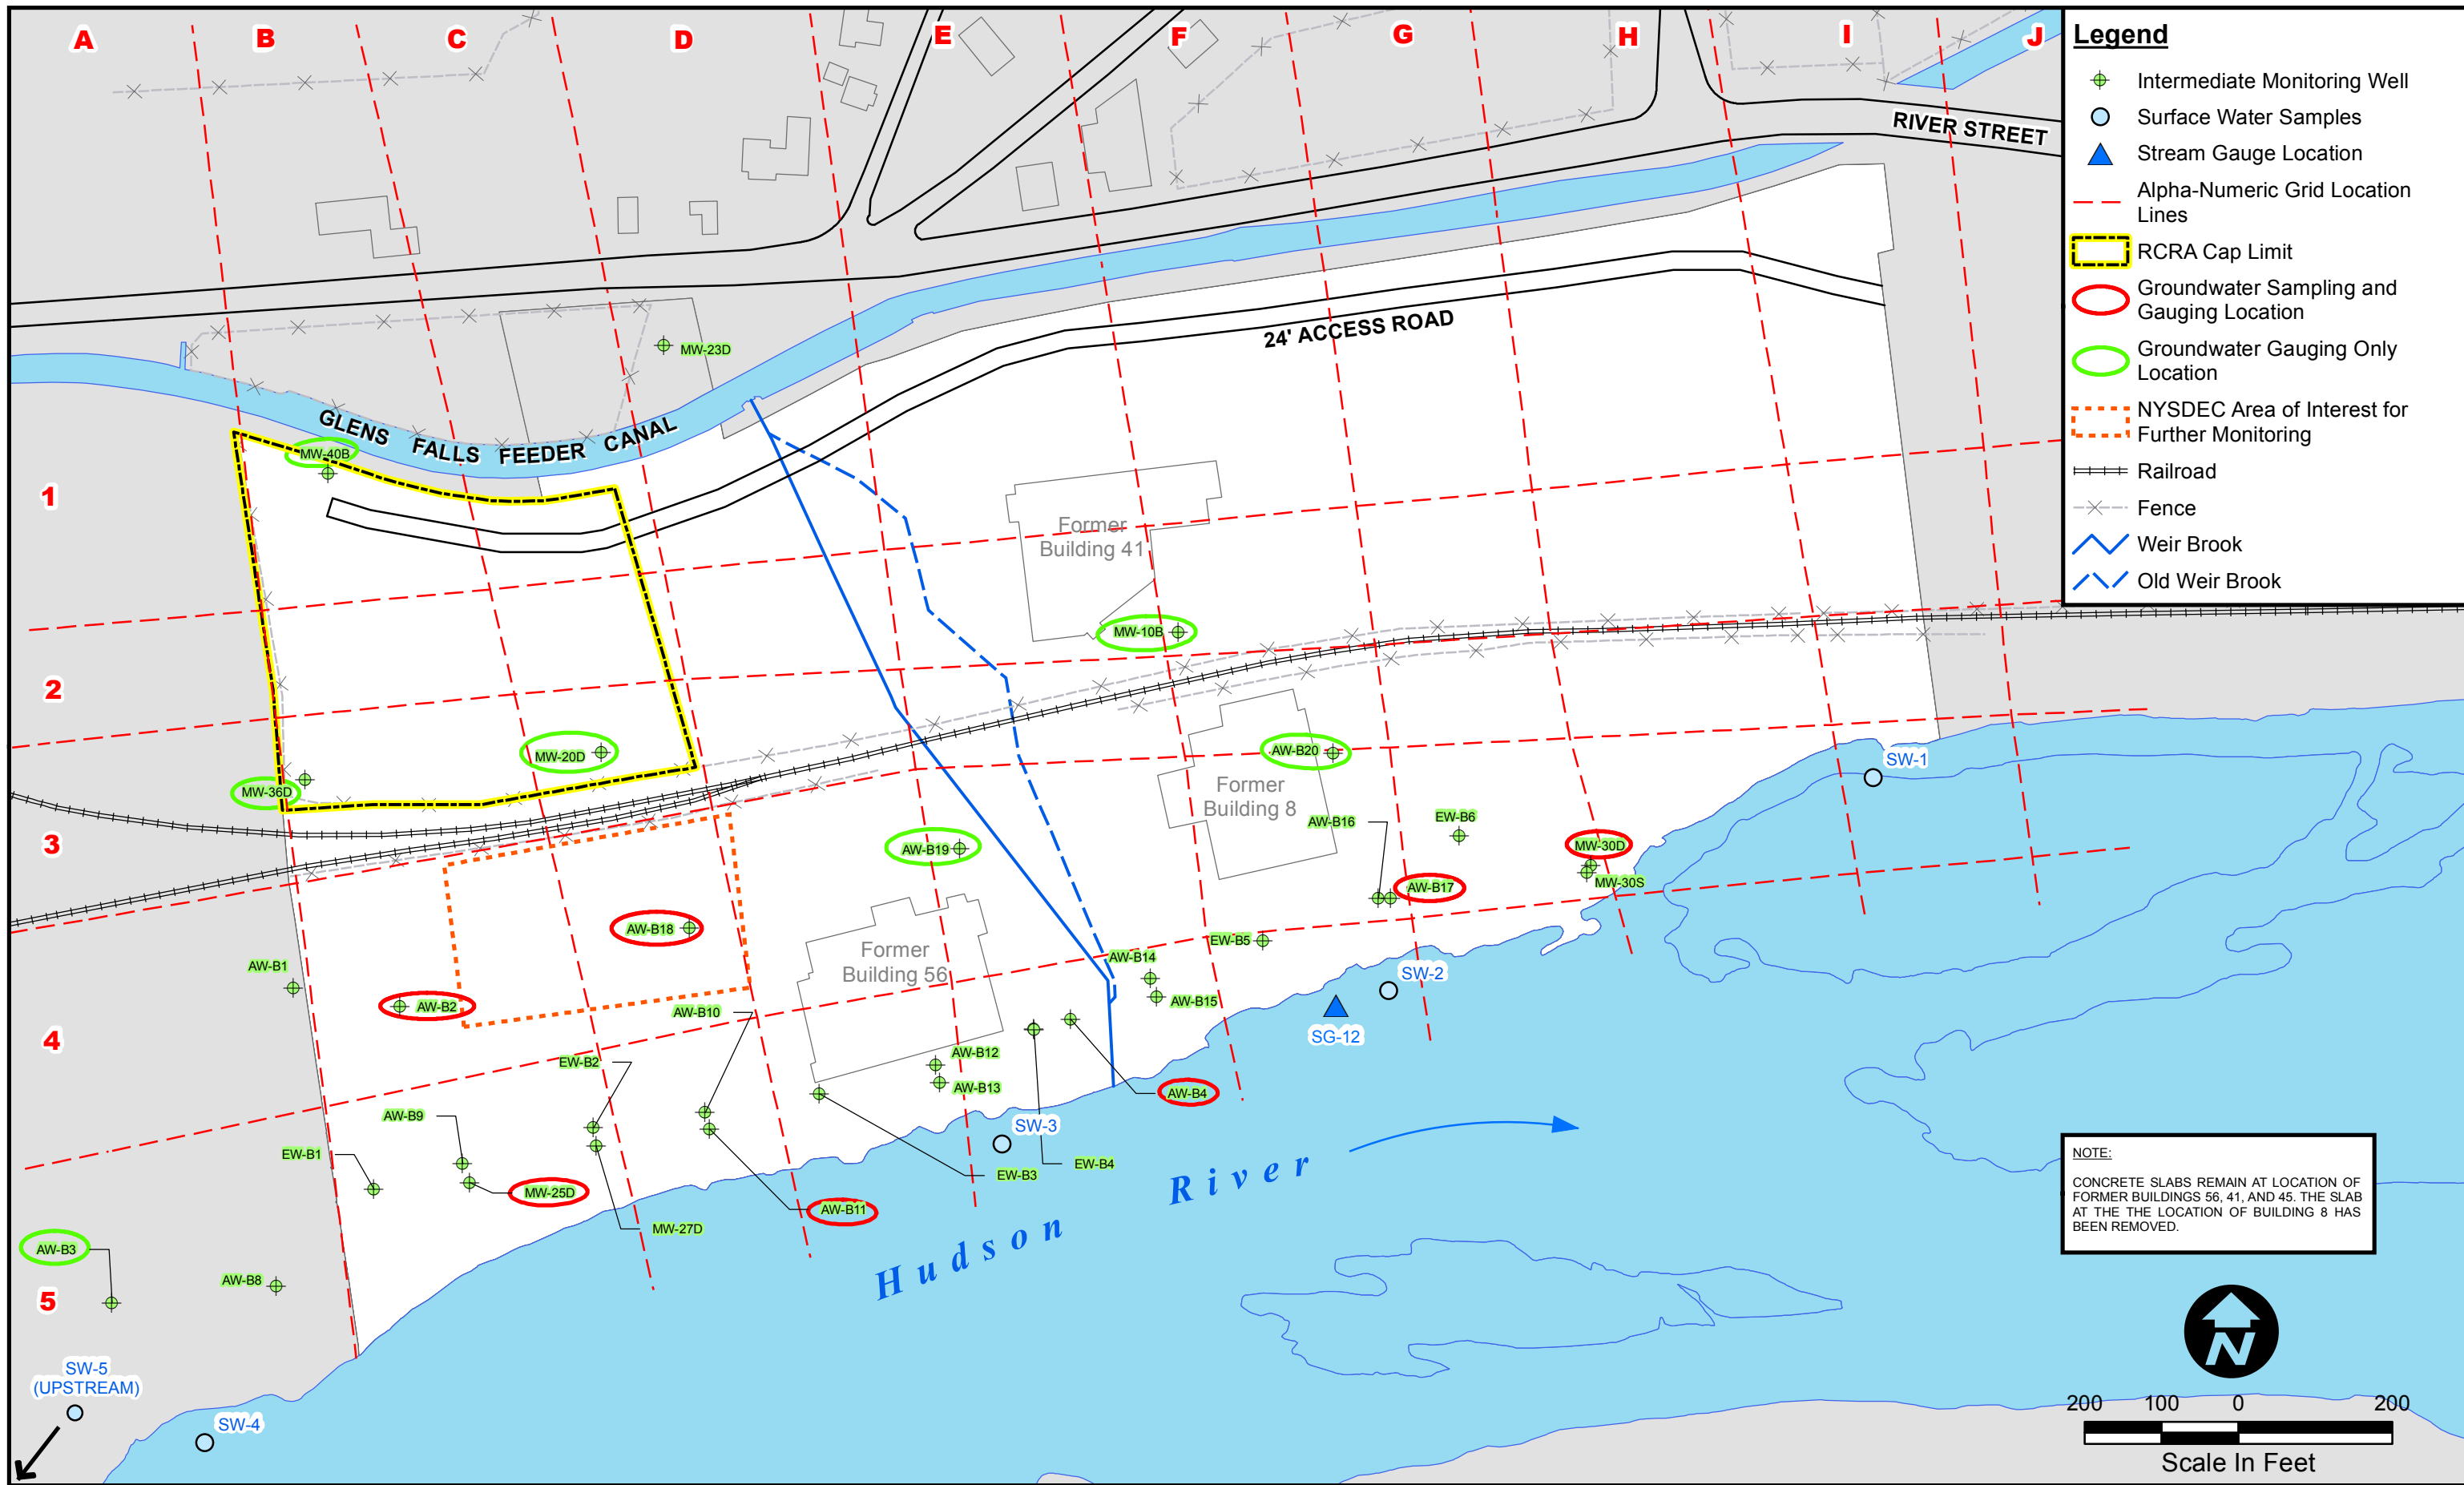 A
B
C
D
E
F
G
H
I
J
Legend
Intermediate Monitoring Well
Surface Water Samples
Stream Gauge Location
Alpha-Numeric Grid Location
Lines
RCRA Cap Limit
Groundwater Sampling and
Gauging Location
Groundwater Gauging Only
Location
NYSDEC Area of Interest for
Further Monitoring
Railroad
Fence
Weir Brook
Old Weir Brook
RIVER STREET
24' ACCESS ROAD
MW-23D
GLENS FALLS FEEDER CANAL
MW-40B
1
Former
Building 41
MW-10B
2
MW-20D
AW-B20
SW-1
MW-36D
Former
Building 8
AW-B16
EW-B6
3
AW-B19
MW-30D
MW-30S
AW-B17
AW-B18
EW-B5
Former
Building 56
AW-B14
AW-B1
SW-2
AW-B15
AW-B2
AW-B10
SG-12
4
AW-B12
EW-B2
AW-B13
AW-B4
AW-B9
SW-3
EW-B1
EW-B4
EW-B3
MW-25D
AW-B11
MW-27D
Hudson River
AW-B3
AW-B8
5
SW-5
(UPSTREAM)
SW-4
NOTE:
CONCRETE SLABS REMAIN AT LOCATION OF
FORMER BUILDINGS 56, 41, AND 45. THE SLAB
AT THE THE LOCATION OF BUILDING 8 HAS
BEEN REMOVED.
N
200 100 0 200
Scale In Feet